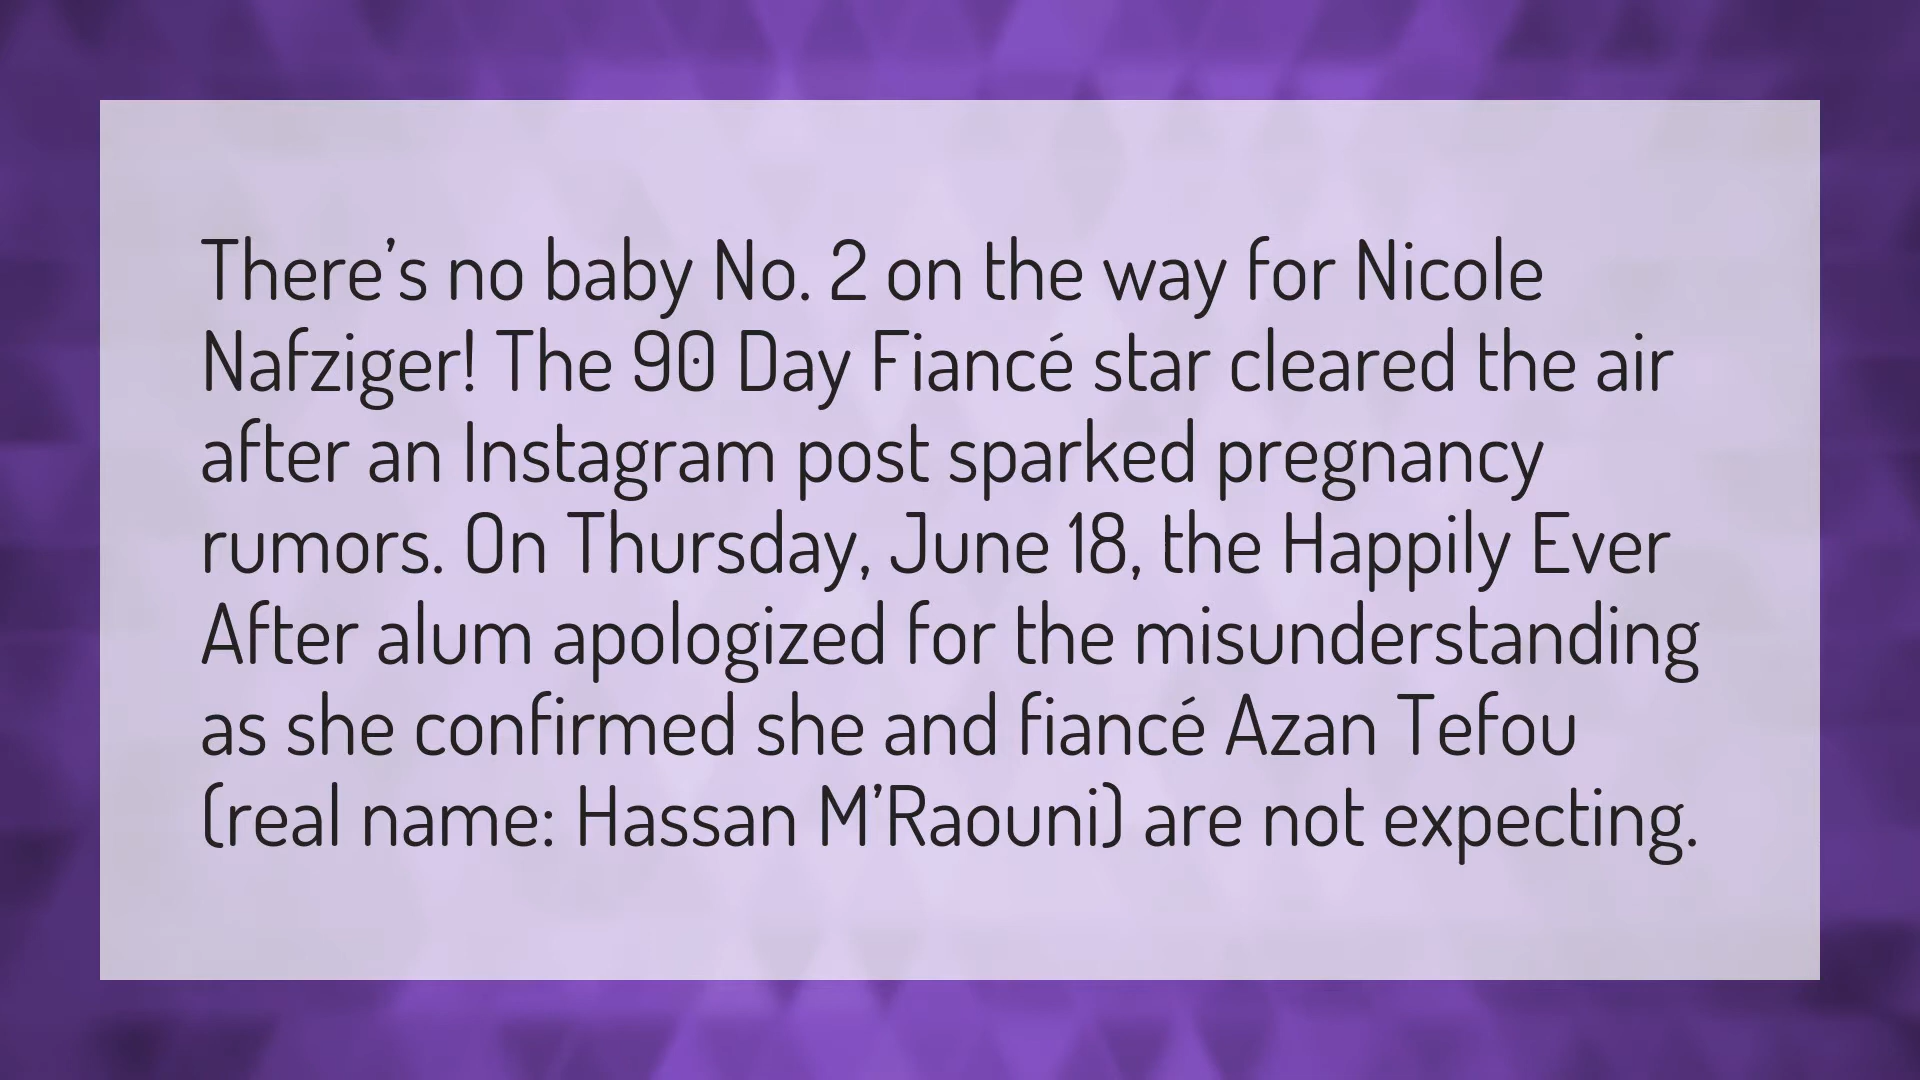 There’s no baby No. 2 on the way for Nicole
Nafziger! The 90 Day Fiancé star cleared the air
after an Instagram post sparked pregnancy
rumors. On Thursday, June 18, the Happily Ever
After alum apologized for the misunderstanding
as she confirmed she and fiancé Azan Tefou
(real name: Hassan M’Raouni) are not expecting.